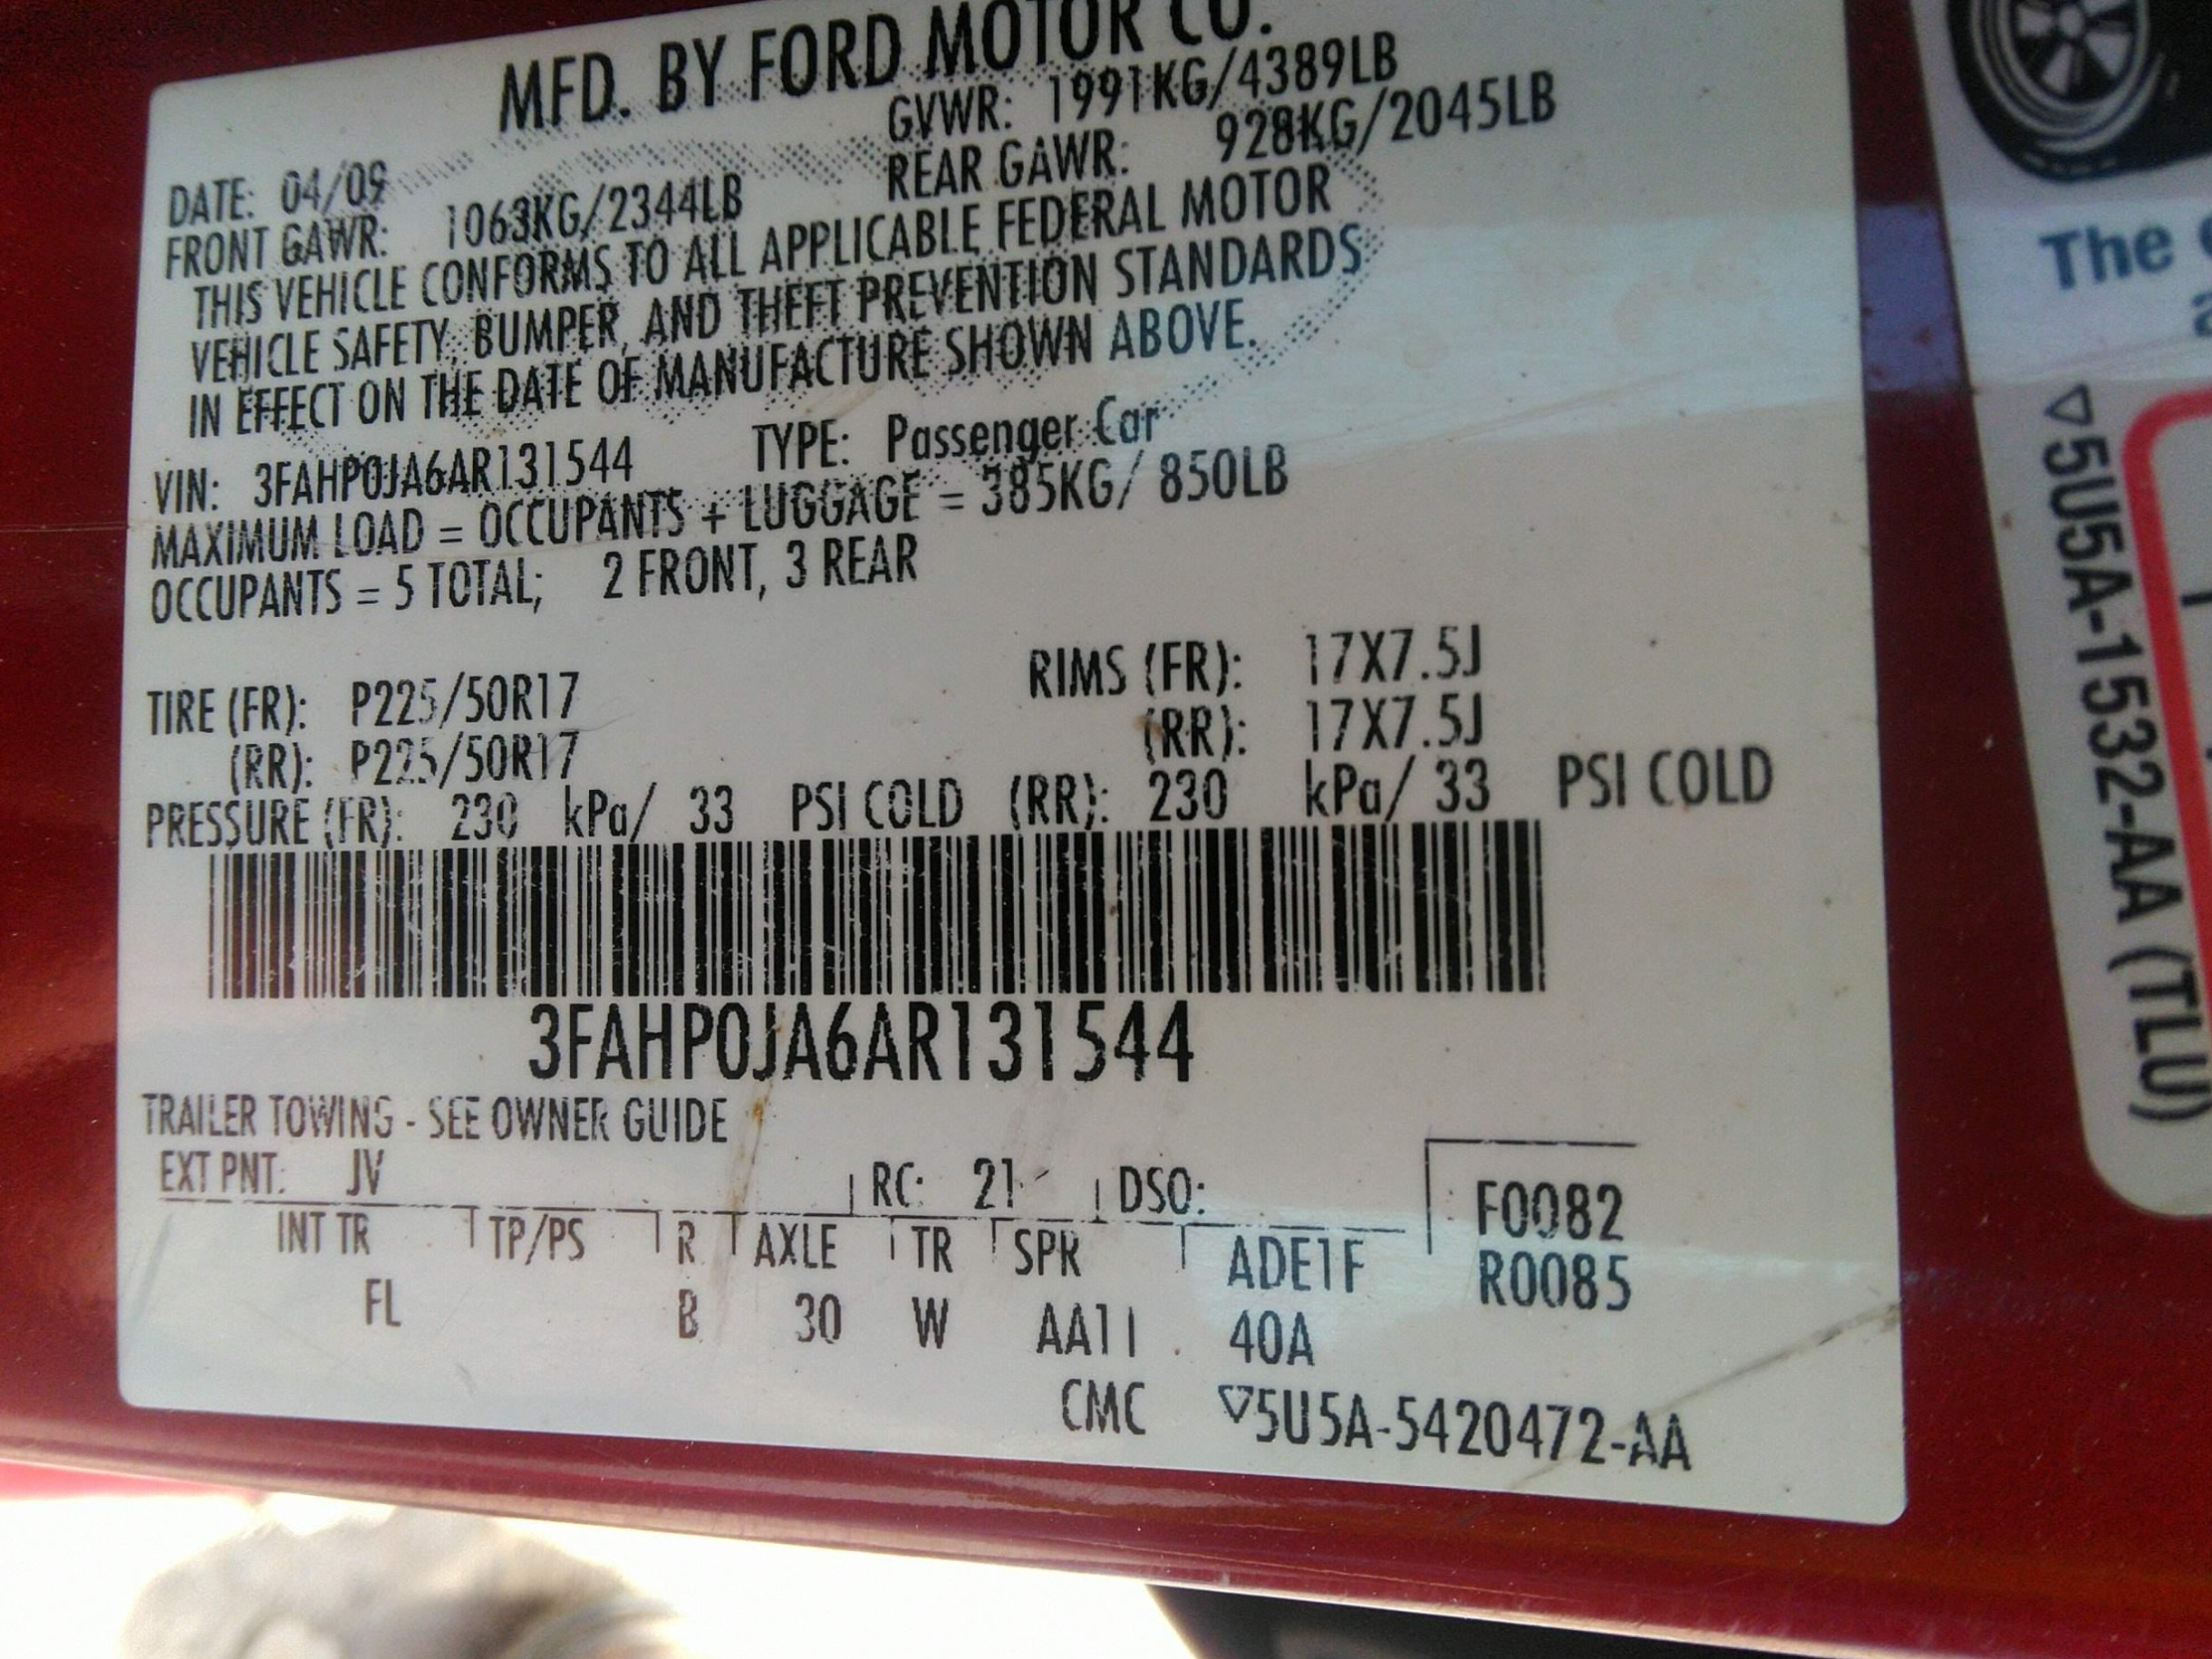 MFD. BY FORD MOTOR CO.
DATE: 04/09 GVWR: 1991KG/4389LB
FRONT GAWR: 1063KG/2344LB REAR GAWR: 928KG/2045LB
THIS VEHICLE CONFORMS TO ALL APPLICABLE FEDERAL MOTOR
VEHICLE SAFETY, BUMPER, AND THEFT PREVENTION STANDARDS
IN EFFECT ON THE DATE OF MANUFACTURE SHOWN ABOVE.
VIN: 3FAHP0JA6AR131544 TYPE: Passenger Car
MAXIMUM LOAD = OCCUPANTS + LUGGAGE = 385KG/ 850LB
OCCUPANTS = 5 TOTAL; 2 FRONT, 3 REAR
TIRE (FR): P225/50R17 RIMS (FR): 17X7.5J
(RR): P225/50R17 (RR): 17X7.5J
PRESSURE (FR): 230 kPa/ 33 PSI COLD (RR): 230 kPa/ 33 PSI COLD
3FAHP0JA6AR131544
TRAILER TOWING - SEE OWNER GUIDE
EXT PNT: JV RC: 21 DSO: F0082
INT TR TP/PS R AXLE TR SPR ADE1F R0085
FL B 30 W AA11 40A
CMC ▽5U5A-5420472-AA
The
▽5U5A-1532-AA (TLU)